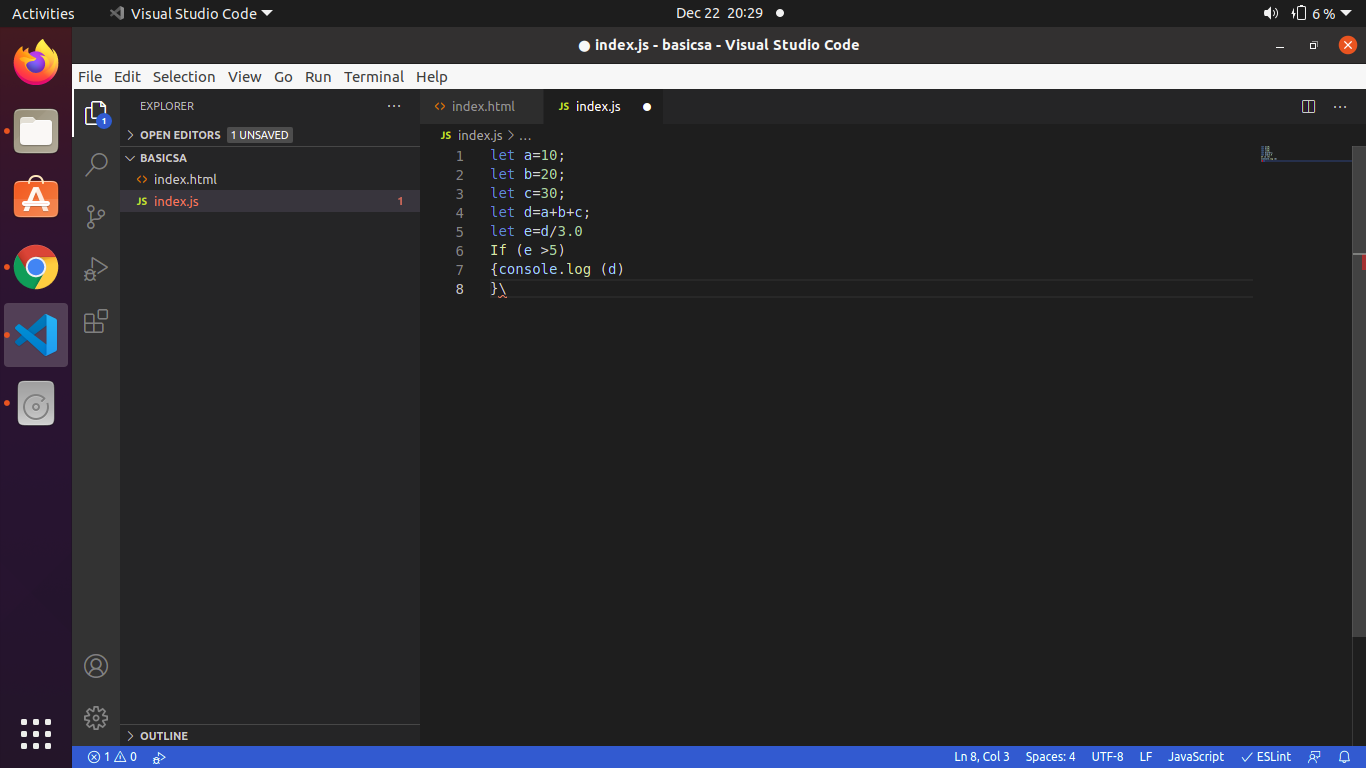 Activities Visual Studio Code Dec 22 20:29 6 %
index.js - basicsa - Visual Studio Code
File Edit Selection View Go Run Terminal Help
EXPLORER
index.html
JS index.js
OPEN EDITORS 1 UNSAVED
JS index.js > ...
BASICSA
index.html
JS index.js 1
1
1 let a=10;
2 let b=20;
3 let c=30;
4 let d=a+b+c;
5 let e=d/3.0
6 If (e >5)
7 {console.log (d)
8 }\
OUTLINE
1 0 Ln 8, Col 3 Spaces: 4 UTF-8 LF JavaScript ESLint